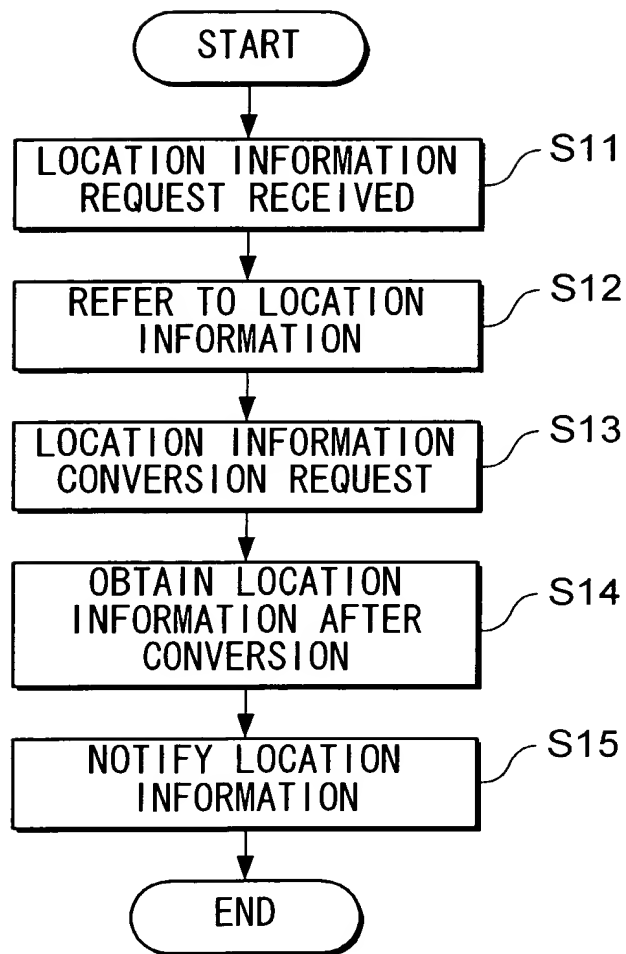 START
LOCATION INFORMATION
REQUEST RECEIVED
S11
REFER TO LOCATION
INFORMATION
S12
LOCATION INFORMATION
CONVERSION REQUEST
S13
OBTAIN LOCATION
INFORMATION AFTER
CONVERSION
S14
NOTIFY LOCATION
INFORMATION
S15
END